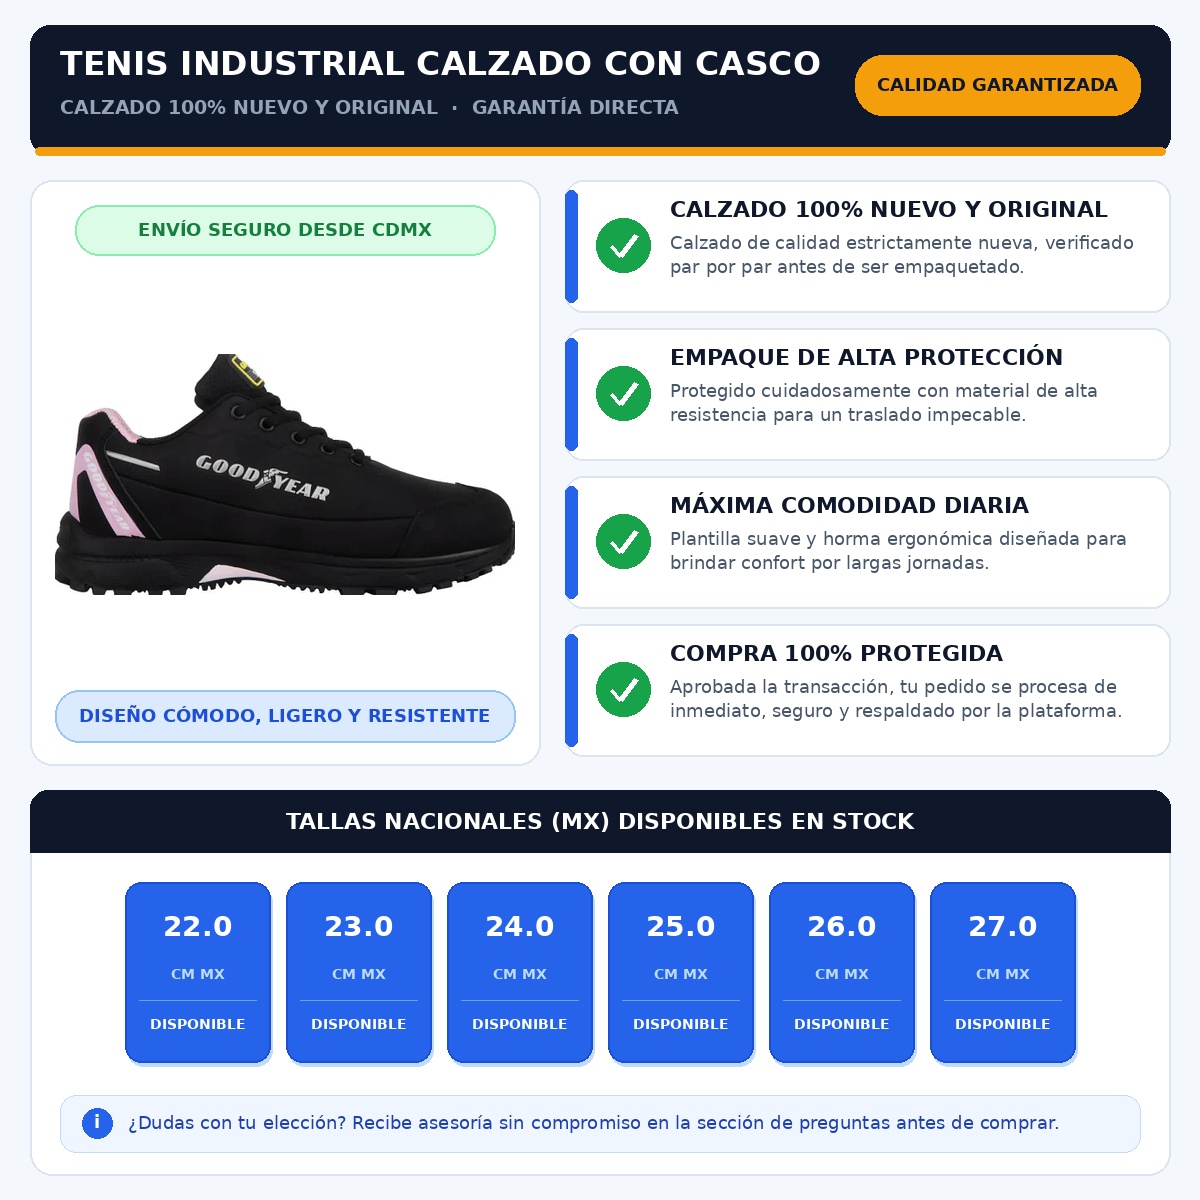 TENIS INDUSTRIAL CALZADO CON CASCO
CALZADO 100% NUEVO Y ORIGINAL · GARANTÍA DIRECTA
CALIDAD GARANTIZADA
ENVÍO SEGURO DESDE CDMX
GOOD YEAR
GOOD YEAR
DISEÑO CÓMODO, LIGERO Y RESISTENTE
CALZADO 100% NUEVO Y ORIGINAL
Calzado de calidad estrictamente nueva, verificado
par por par antes de ser empaquetado.
EMPAQUE DE ALTA PROTECCIÓN
Protegido cuidadosamente con material de alta
resistencia para un traslado impecable.
MÁXIMA COMODIDAD DIARIA
Plantilla suave y horma ergonómica diseñada para
brindar confort por largas jornadas.
COMPRA 100% PROTEGIDA
Aprobada la transacción, tu pedido se procesa de
inmediato, seguro y respaldado por la plataforma.
TALLAS NACIONALES (MX) DISPONIBLES EN STOCK
22.0 23.0 24.0 25.0 26.0 27.0
CM MX CM MX CM MX CM MX CM MX CM MX
DISPONIBLE DISPONIBLE DISPONIBLE DISPONIBLE DISPONIBLE DISPONIBLE
i ¿Dudas con tu elección? Recibe asesoría sin compromiso en la sección de preguntas antes de comprar.